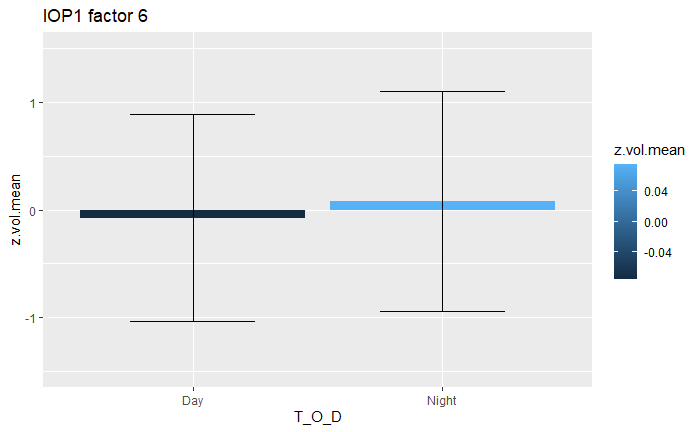 IOP1 factor 6
z.vol.mean
1
0
-1
Day
Night
T_O_D
z.vol.mean
0.04
0.00
-0.04